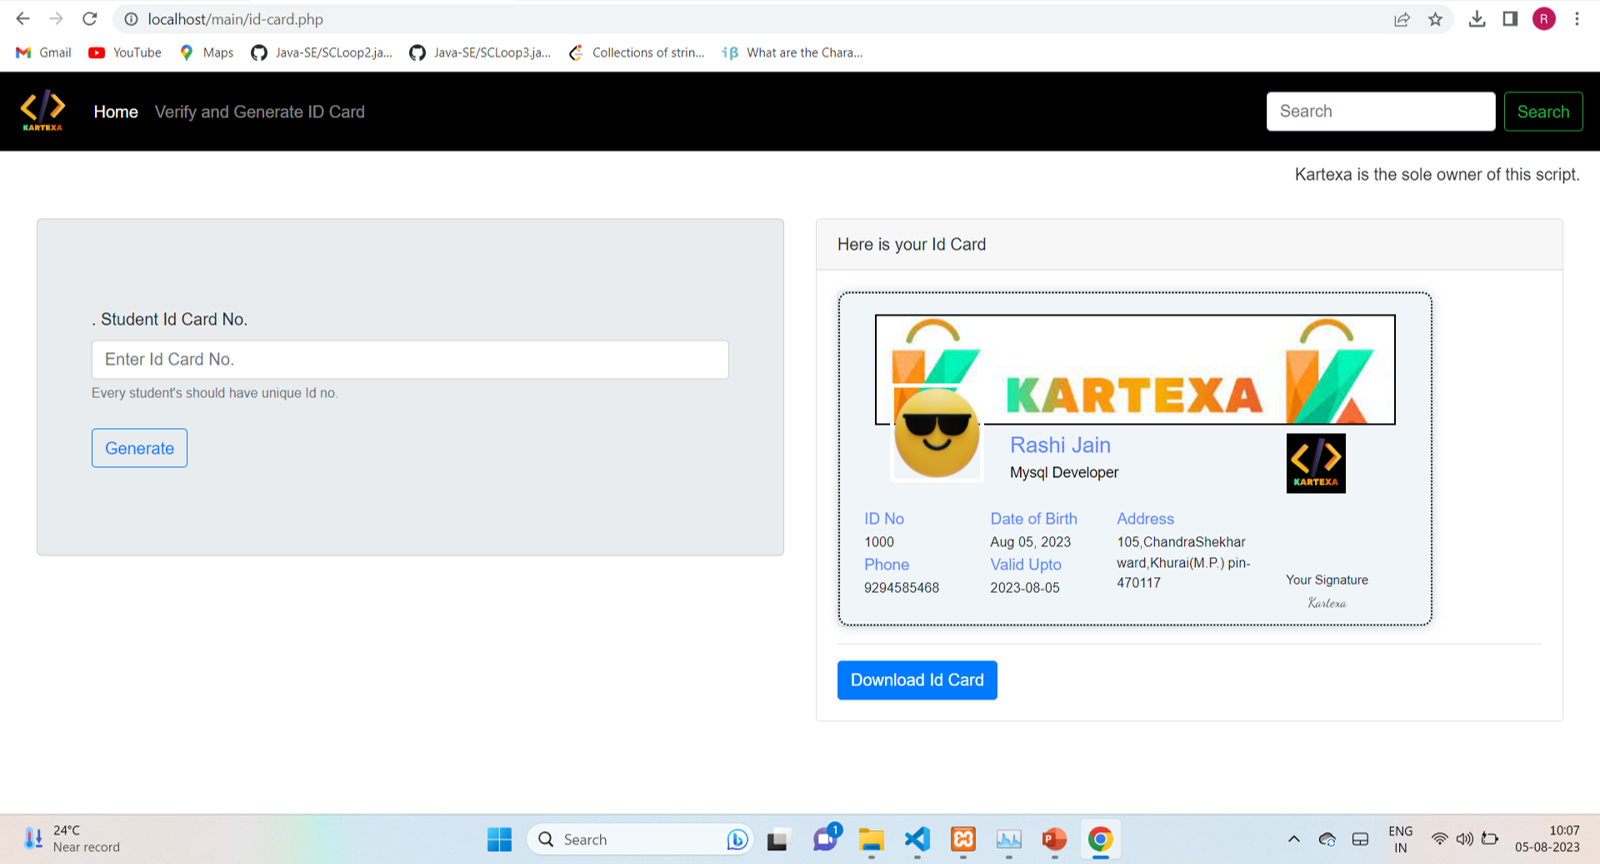 localhost/main/id-card.php
R
Gmail
YouTube
Maps
Java-SE/SCLoop2.ja...
Java-SE/SCLoop3.ja...
Collections of strin...
What are the Chara...
KARTEXA
Home
Verify and Generate ID Card
Search
Search
Kartexa is the sole owner of this script.
. Student Id Card No.
Enter Id Card No.
Every student's should have unique Id no.
Generate
Here is your Id Card
KARTEXA
Rashi Jain
Mysql Developer
KARTEXA
ID No
1000
Phone
9294585468
Date of Birth
Aug 05, 2023
Valid Upto
2023-08-05
Address
105,ChandraShekhar
ward,Khurai(M.P.) pin-
470117
Your Signature
Kartexa
Download Id Card
24°C
Near record
Search
1
ENG
IN
10:07
05-08-2023